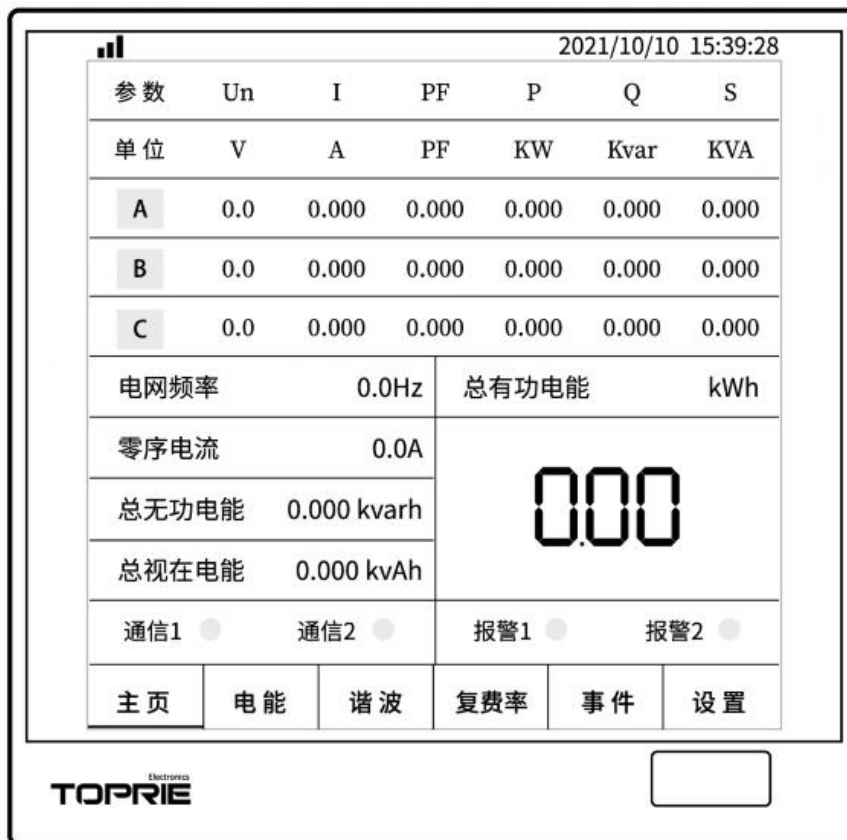 2021/10/10 15:39:28
参数 Un I PF P Q S
单位 V A PF KW Kvar KVA
A 0.0 0.000 0.000 0.000 0.000 0.000
B 0.0 0.000 0.000 0.000 0.000 0.000
C 0.0 0.000 0.000 0.000 0.000 0.000
电网频率 0.0Hz 总有功电能 kWh
零序电流 0.0A
0.00
总无功电能 0.000 kvarh
总视在电能 0.000 kvAh
通信1 通信2 报警1 报警2
主页 电能 谐波 复费率 事件 设置
Electronics
TOPRIE